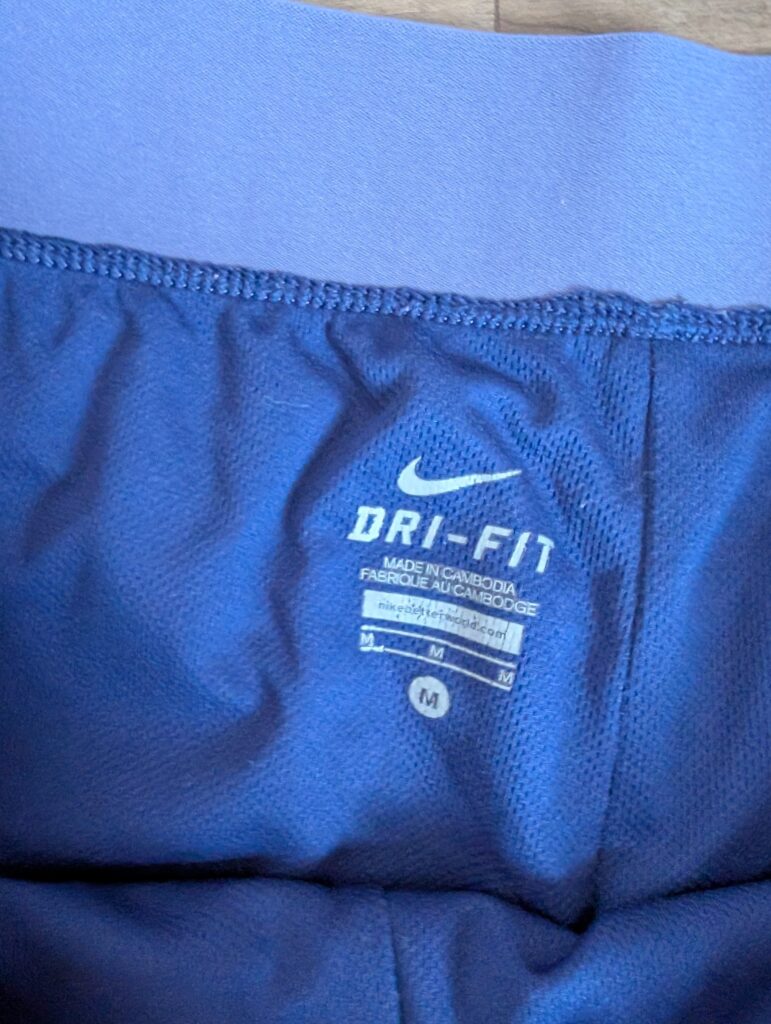 DRI-FIT
MADE IN CAMBODIA
FABRIQUE AU CAMBODGE
nikebetterworld.com
M M M
M